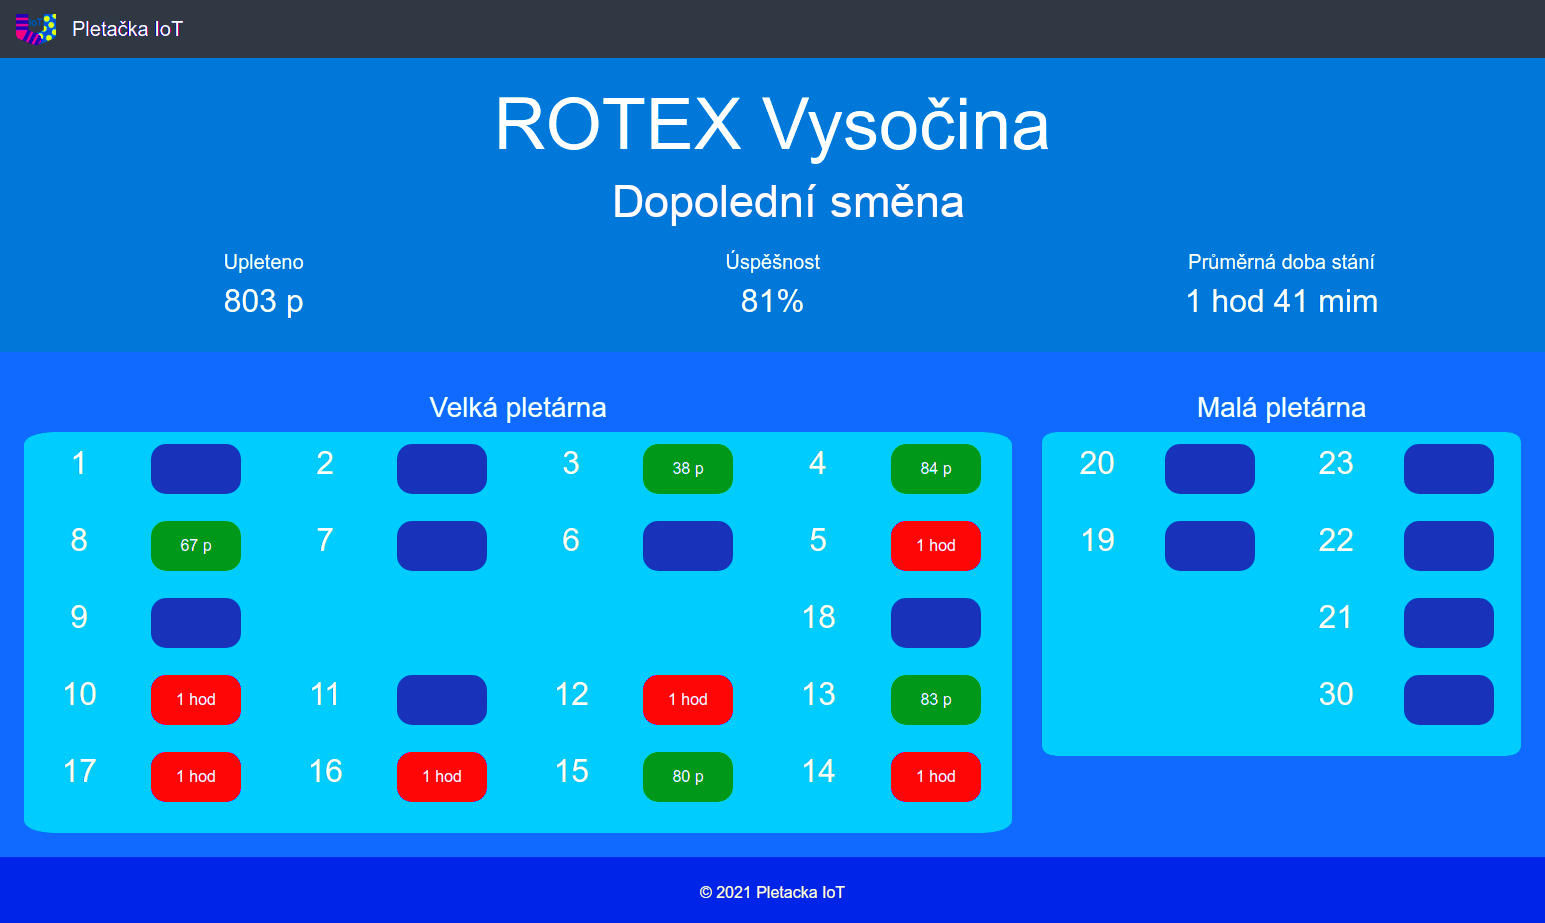 Pletačka IoT
ROTEX Vysočina
Dopolední směna
Upleteno Úspěšnost Průměrná doba stání
803 p 81% 1 hod 41 mim
Velká pletárna Malá pletárna
1 2 3 38 p 4 84 p 20 23
8 67 p 7 6 5 1 hod 19 22
9 18 21
10 1 hod 11 12 1 hod 13 83 p 30
17 1 hod 16 1 hod 15 80 p 14 1 hod
© 2021 Pletacka IoT